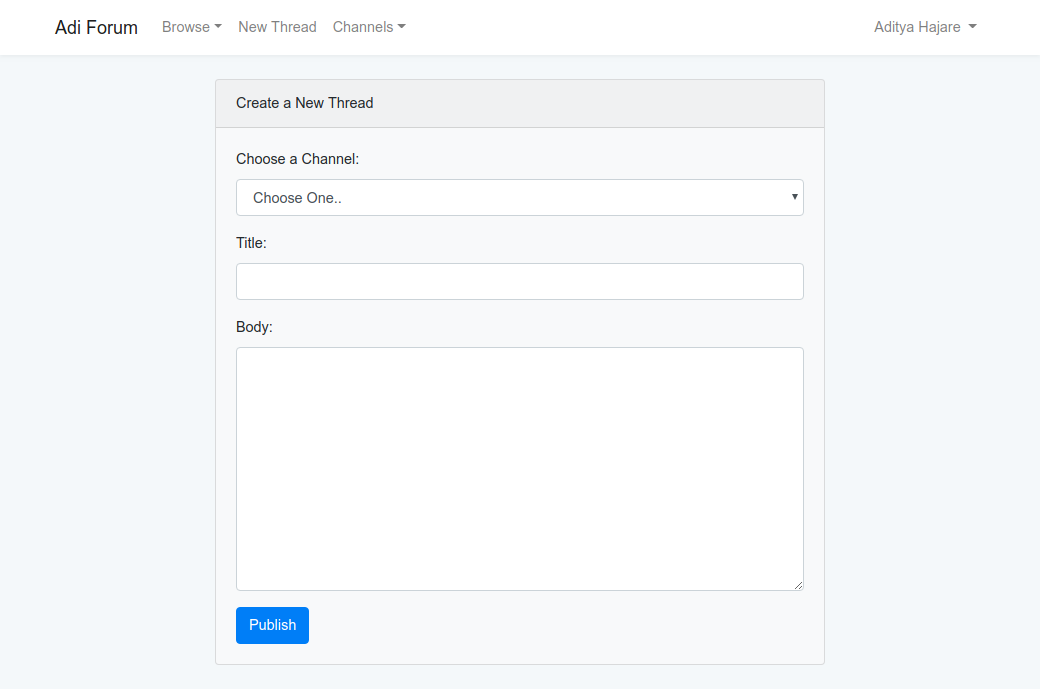 Adi Forum Browse New Thread Channels Aditya Hajare
Create a New Thread
Choose a Channel:
Choose One..
Title:
Body:
Publish